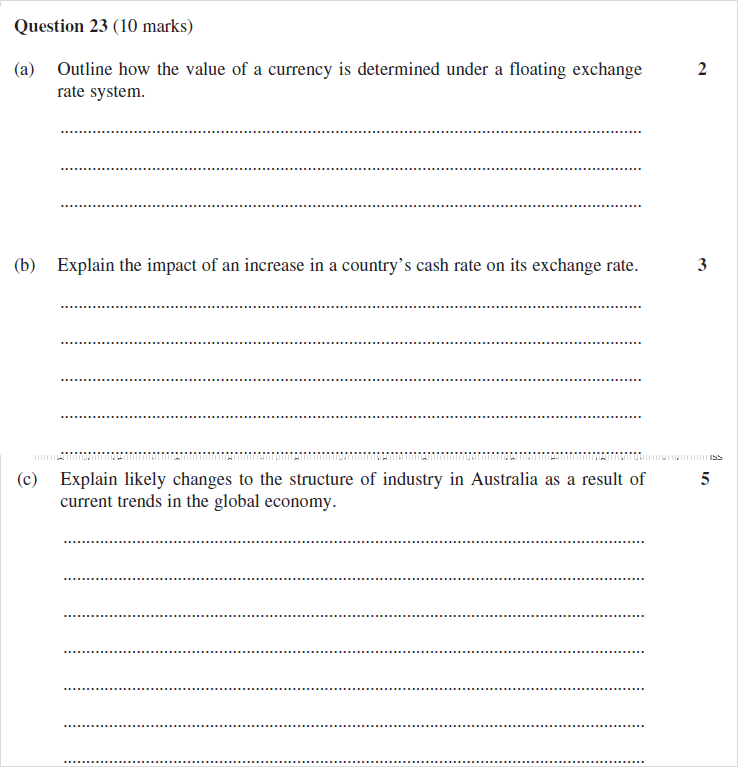 Question 23 (10 marks)
(a) Outline how the value of a currency is determined under a floating exchange 2
rate system.
(b) Explain the impact of an increase in a country's cash rate on its exchange rate. 3
(c) Explain likely changes to the structure of industry in Australia as a result of 5
current trends in the global economy.